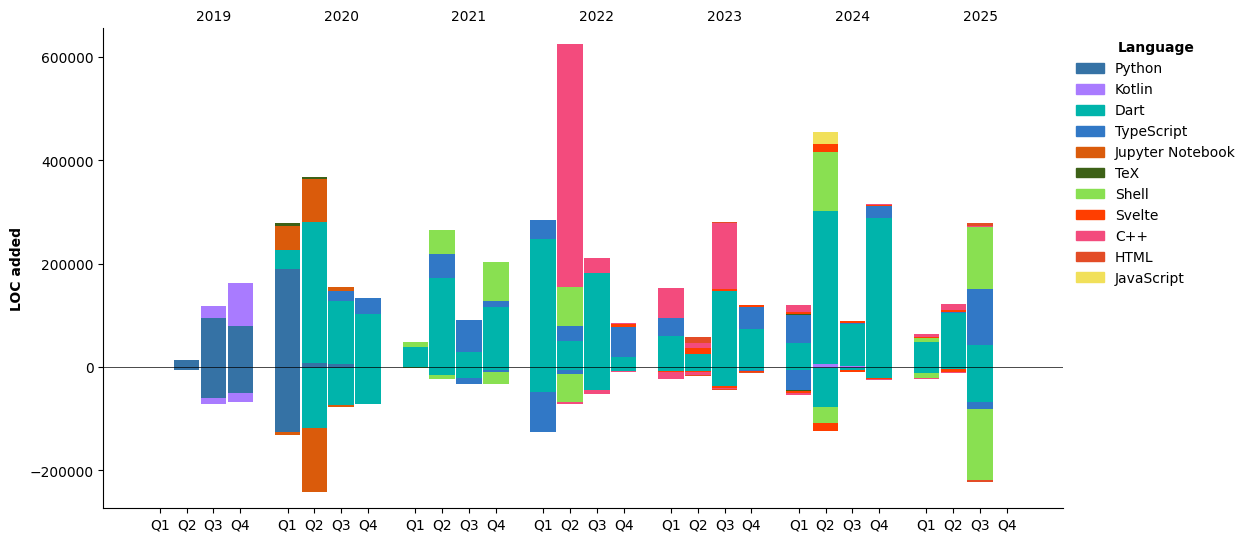 2019 2020 2021 2022 2023 2024 2025
LOC added
600000
400000
200000
0
−200000
Q1 Q2 Q3 Q4 Q1 Q2 Q3 Q4 Q1 Q2 Q3 Q4 Q1 Q2 Q3 Q4 Q1 Q2 Q3 Q4 Q1 Q2 Q3 Q4 Q1 Q2 Q3 Q4
Language
Python
Kotlin
Dart
TypeScript
Jupyter Notebook
TeX
Shell
Svelte
C++
HTML
JavaScript